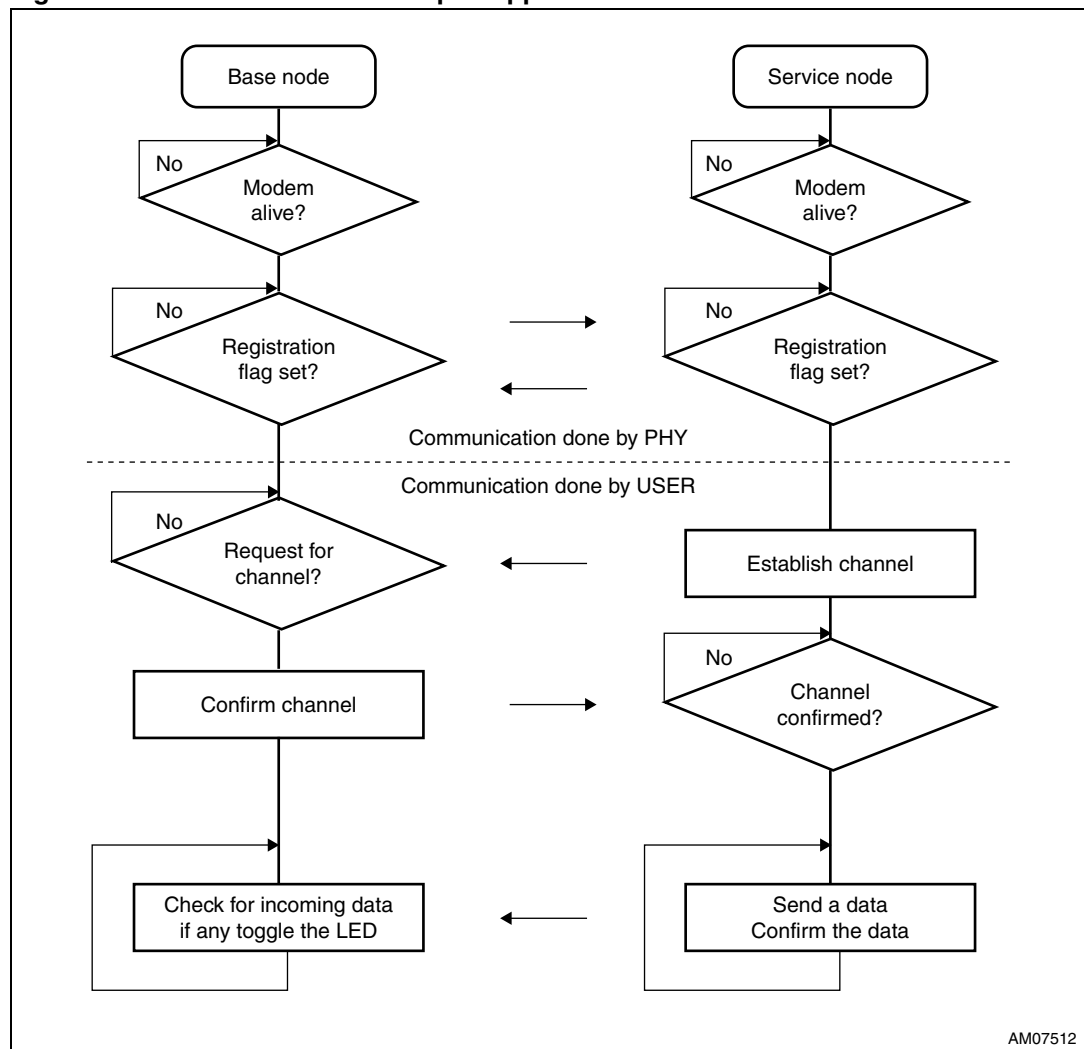 Base node
Service node
No
No
Modem
alive?
Modem
alive?
No
No
Registration
flag set?
Registration
flag set?
Communication done by PHY
Communication done by USER
No
Request for
channel?
Establish channel
No
Confirm channel
Channel
confirmed?
Check for incoming data
if any toggle the LED
Send a data
Confirm the data
AM07512